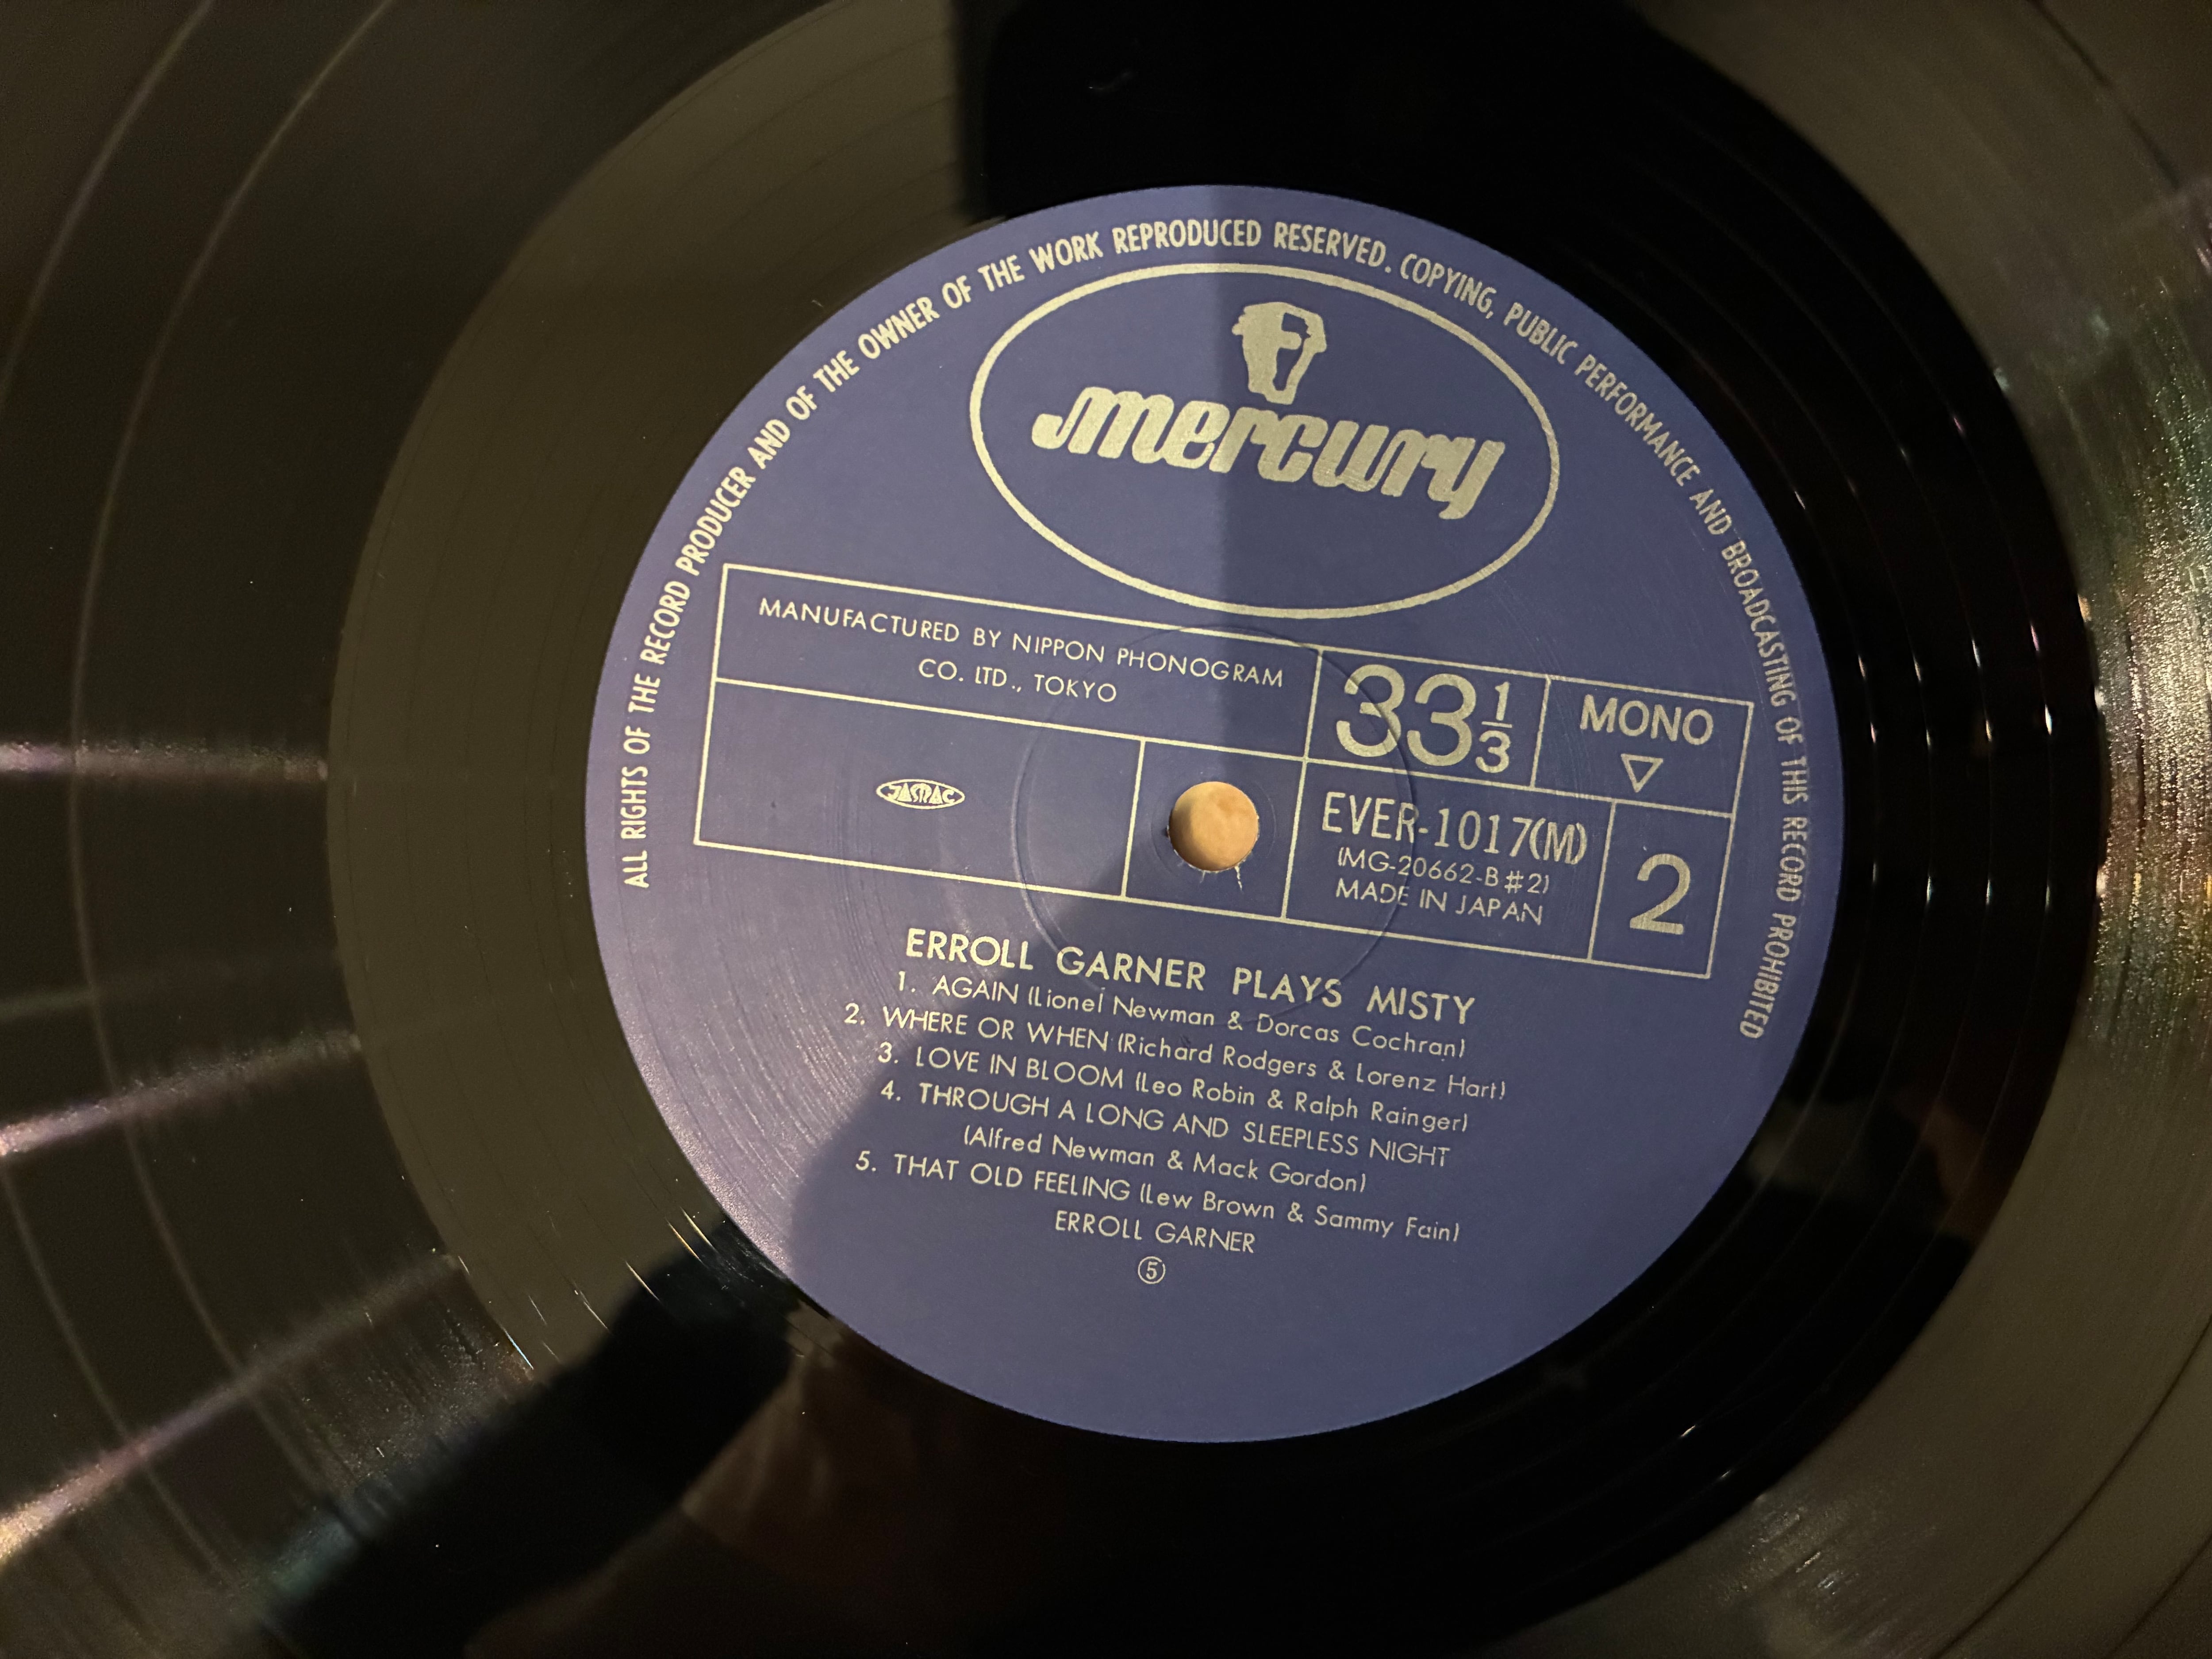 ALL RIGHTS OF THE RECORD PRODUCER AND OF THE OWNER OF THE WORK REPRODUCED RESERVED. COPYING, PUBLIC PERFORMANCE AND BROADCASTING OF THIS RECORD PROHIBITED
mercury
MANUFACTURED BY NIPPON PHONOGRAM
CO. LTD., TOKYO
33 1/3
MONO
▽
JASRAC
EVER-1017(M)
(MG-20662-B#2)
MADE IN JAPAN
2
ERROLL GARNER PLAYS MISTY
1. AGAIN (Lionel Newman & Dorcas Cochran)
2. WHERE OR WHEN (Richard Rodgers & Lorenz Hart)
3. LOVE IN BLOOM (Leo Robin & Ralph Rainger)
4. THROUGH A LONG AND SLEEPLESS NIGHT
(Alfred Newman & Mack Gordon)
5. THAT OLD FEELING (Lew Brown & Sammy Fain)
ERROLL GARNER
⑤